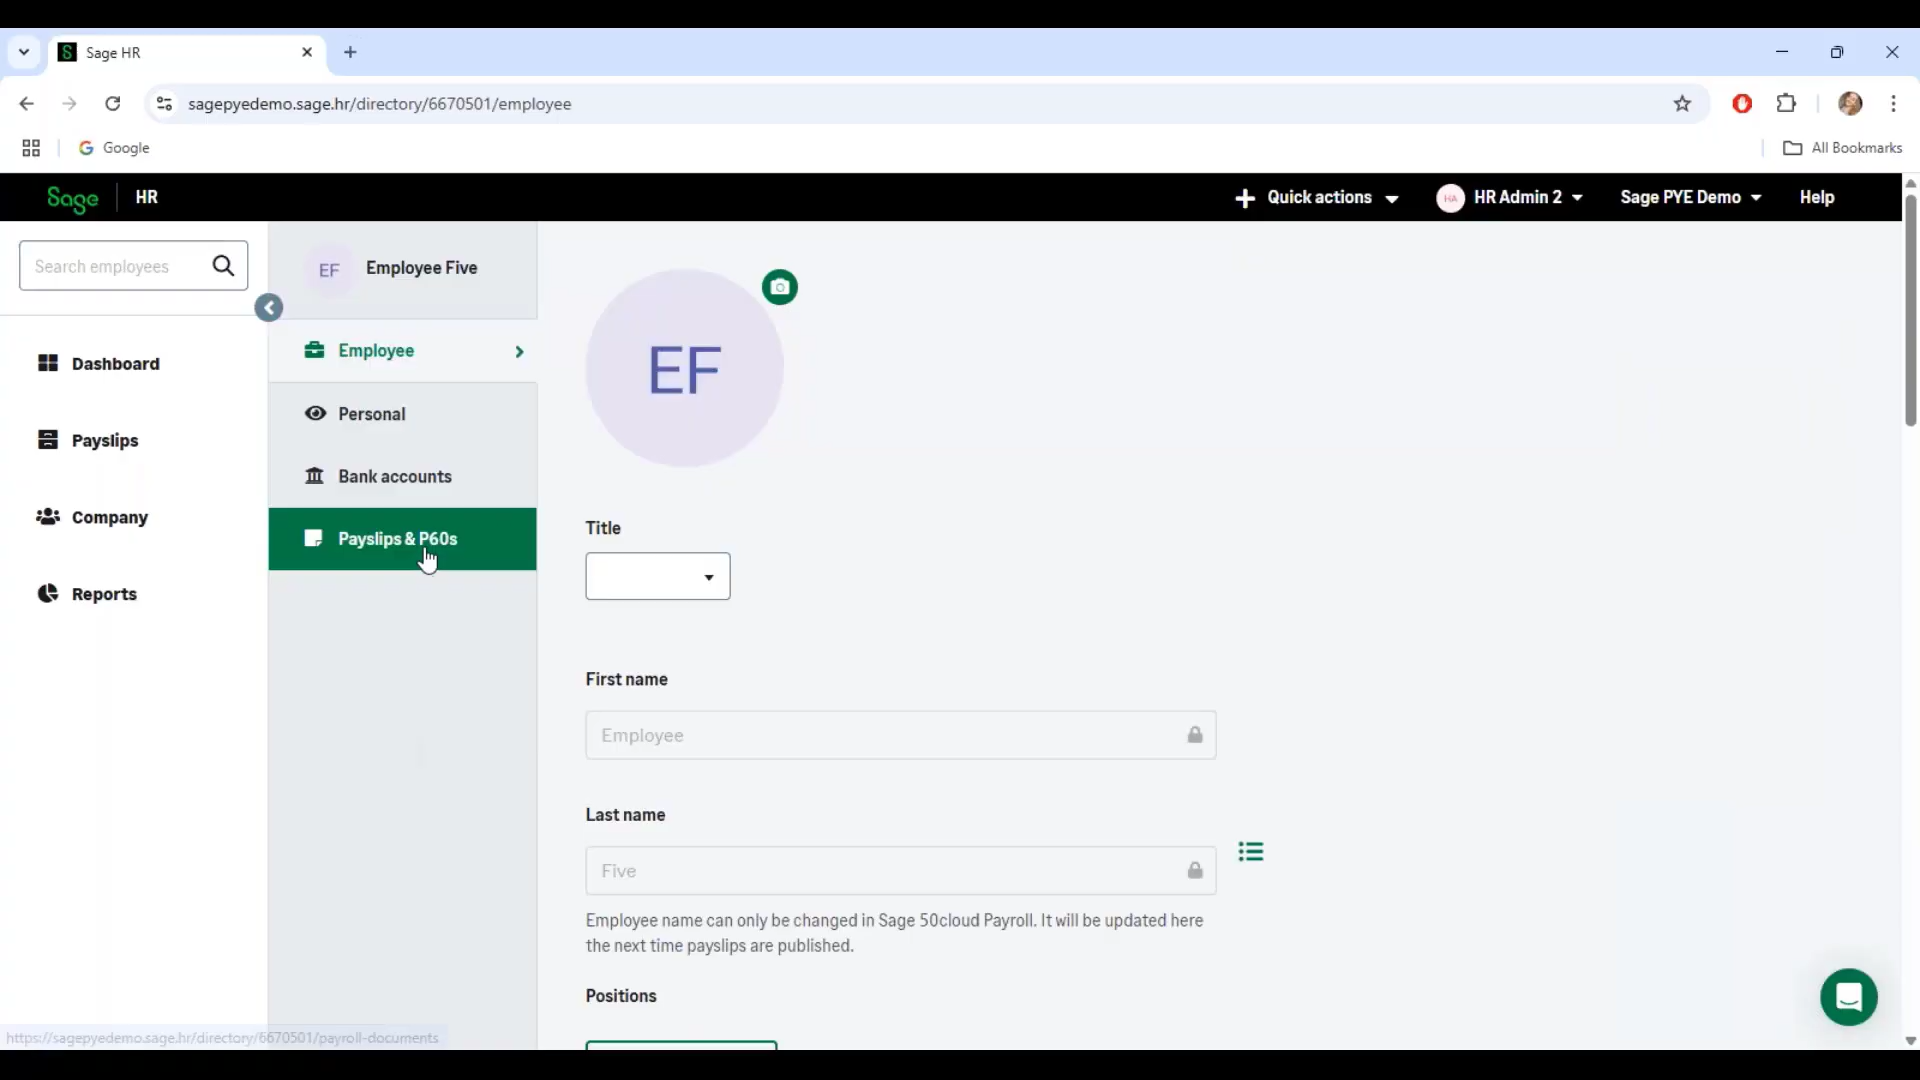 Sage HR
sagepyedemo.sage.hr/directory/6670501/employee
Google
All Bookmarks
Sage
HR
Quick actions
HA
HR Admin 2
Sage PYE Demo
Help
Search employees
Dashboard
Payslips
Company
Reports
EF
Employee Five
Employee
Personal
Bank accounts
Payslips & P60s
EF
Title
First name
Employee
Last name
Five
Employee name can only be changed in Sage 50cloud Payroll. It will be updated here
the next time payslips are published.
Positions
https://sagepyedemo.sage.hr/directory/6670501/payroll-documents